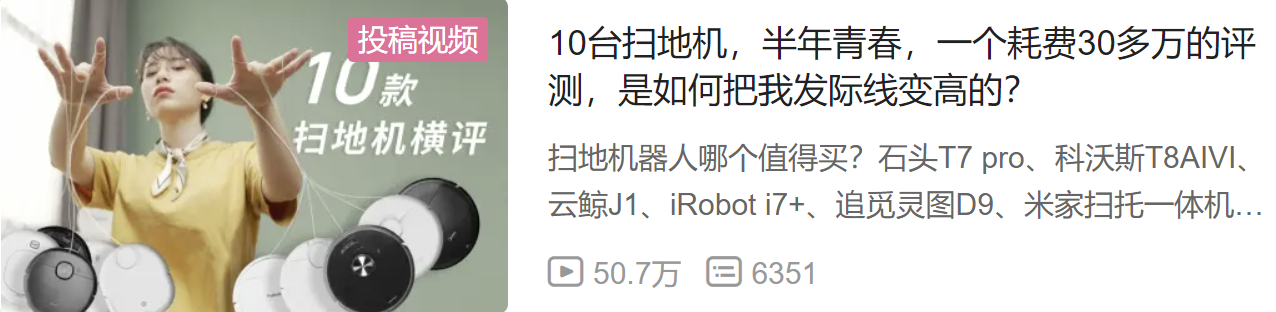 投稿视频
10款
扫地机横评
10台扫地机，半年青春，一个耗费30多万的评
测，是如何把我发际线变高的？
扫地机器人哪个值得买？石头T7 pro、科沃斯T8AIVI、
云鲸J1、iRobot i7+、追觅灵图D9、米家扫托一体机…
50.7万 6351